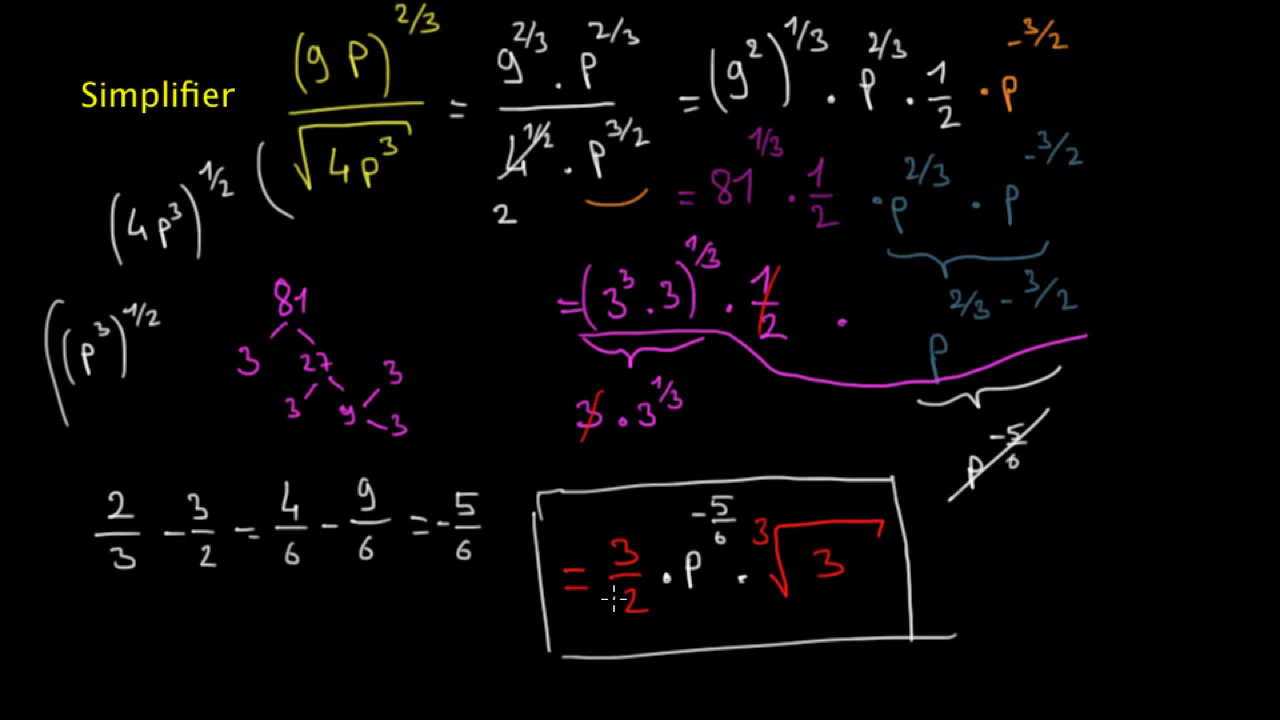 Simplifier (9 p)^{2/3} / √(4p³) = 9^{2/3} . p^{2/3} / 4^{1/2} . p^{3/2} = (9²)^{1/3} . p^{2/3} . 1/2 . p^{-3/2}
2
(4p³)^{1/2} (
= 81^{1/3} . 1/2 . p^{2/3} . p^{-3/2}
p^{2/3 - 3/2}
= (3³ . 3)^{1/3} . 1/2 .
((p³)^{1/2}
81
3 27
3 9 3
3
3 . 3^{1/3}
p^{-5/6}
2/3 - 3/2 = 4/6 - 9/6 = -5/6
= 3/2 . p^{-5/6} . ³√3